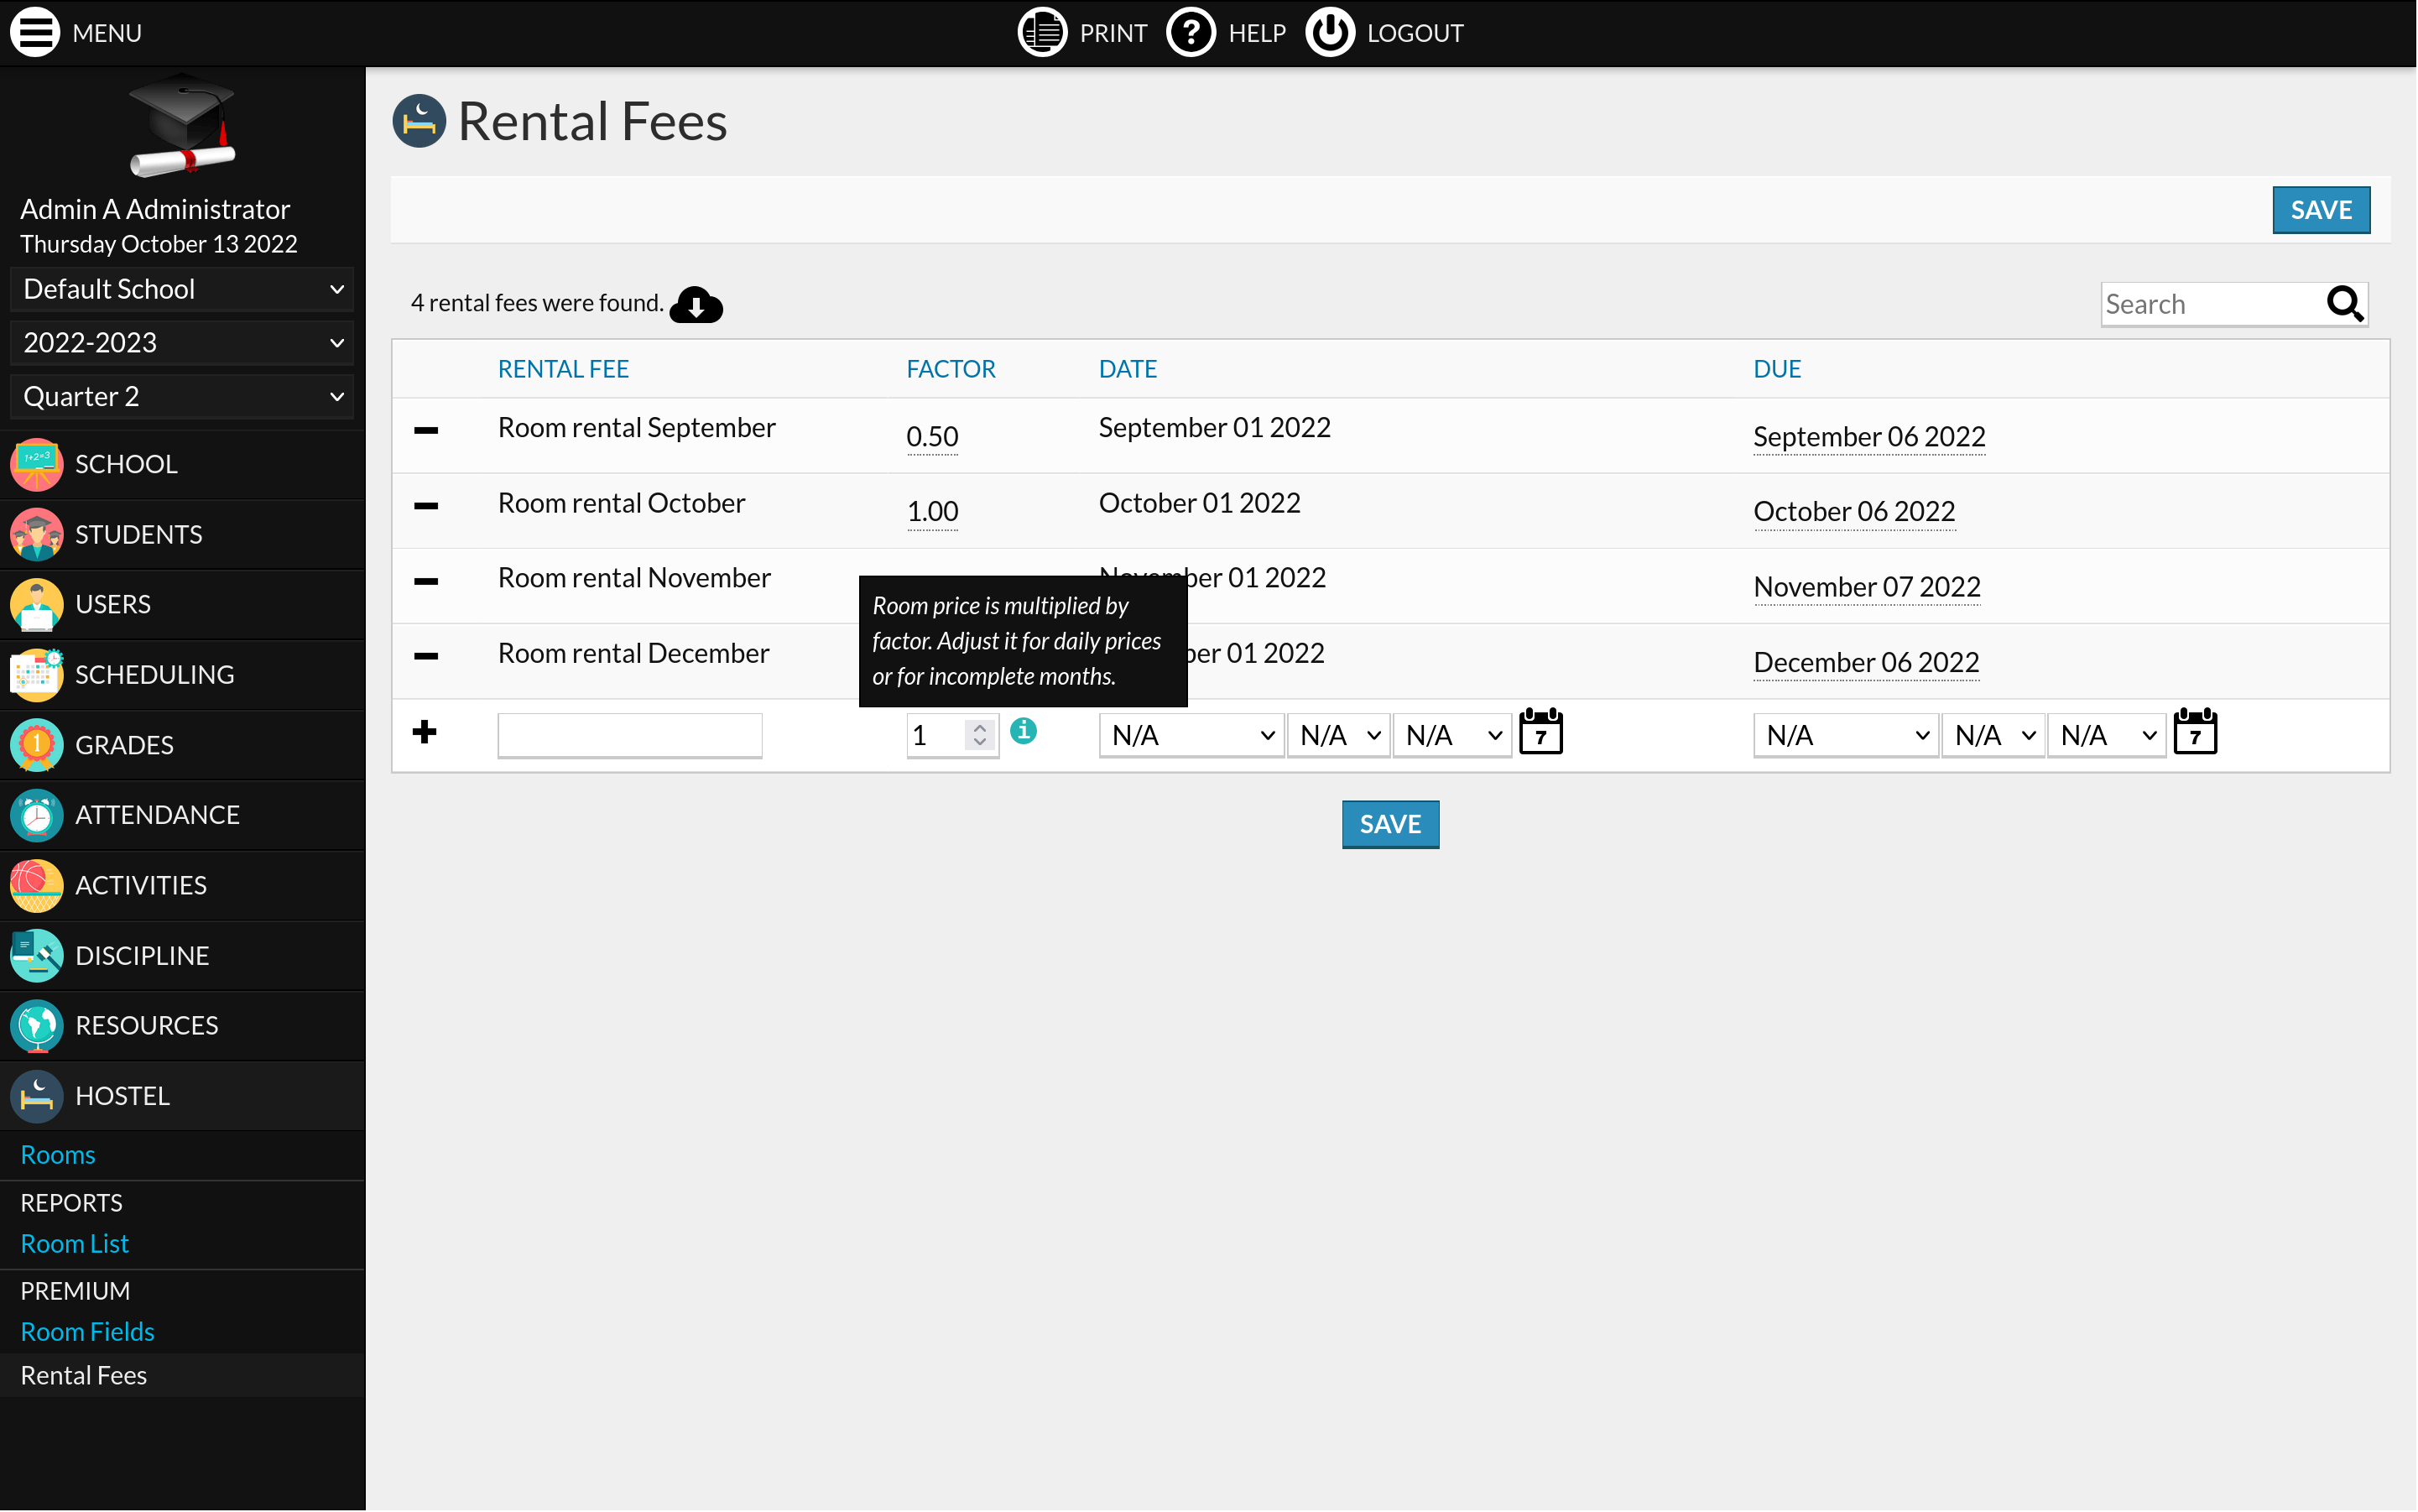 MENU
PRINT
HELP
LOGOUT
Admin A Administrator
Thursday October 13 2022
Default School
2022-2023
Quarter 2
1+2=3
SCHOOL
STUDENTS
USERS
SCHEDULING
1
GRADES
ATTENDANCE
ACTIVITIES
DISCIPLINE
RESOURCES
HOSTEL
Rooms
REPORTS
Room List
PREMIUM
Room Fields
Rental Fees
Rental Fees
SAVE
4 rental fees were found.
Search
RENTAL FEE FACTOR DATE DUE
Room rental September 0.50 September 01 2022 September 06 2022
Room rental October 1.00 October 01 2022 October 06 2022
Room rental November 01 2022 November 07 2022
Room rental December 01 2022 December 06 2022
Room price is multiplied by
factor. Adjust it for daily prices
or for incomplete months.
1 i N/A N/A N/A 7 N/A N/A N/A 7
SAVE